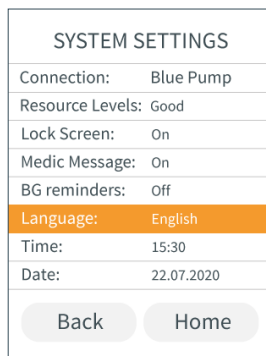 SYSTEM SETTINGS
Connection: Blue Pump
Resource Levels: Good
Lock Screen: On
Medic Message: On
BG reminders: Off
Language: English
Time: 15:30
Date: 22.07.2020
Back Home